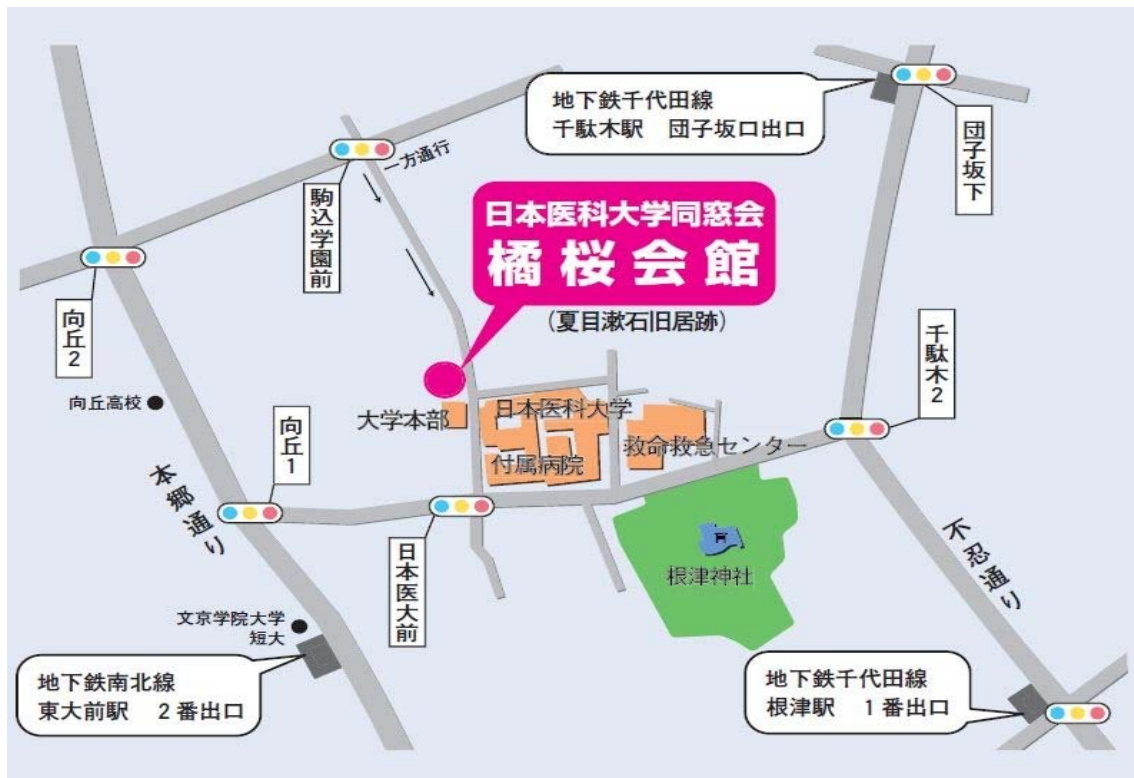 地下鉄千代田線
千駄木駅　団子坂口出口
団子坂下
一方通行
駒込学園前
日本医科大学同窓会
橘桜会館
（夏目漱石旧居跡）
向丘2
千駄木2
向丘高校
大学本部
日本医科大学
付属病院
救命救急センター
向丘1
本郷通り
日本医大前
根津神社
不忍通り
文京学院大学
短大
地下鉄南北線
東大前駅　2番出口
地下鉄千代田線
根津駅　1番出口